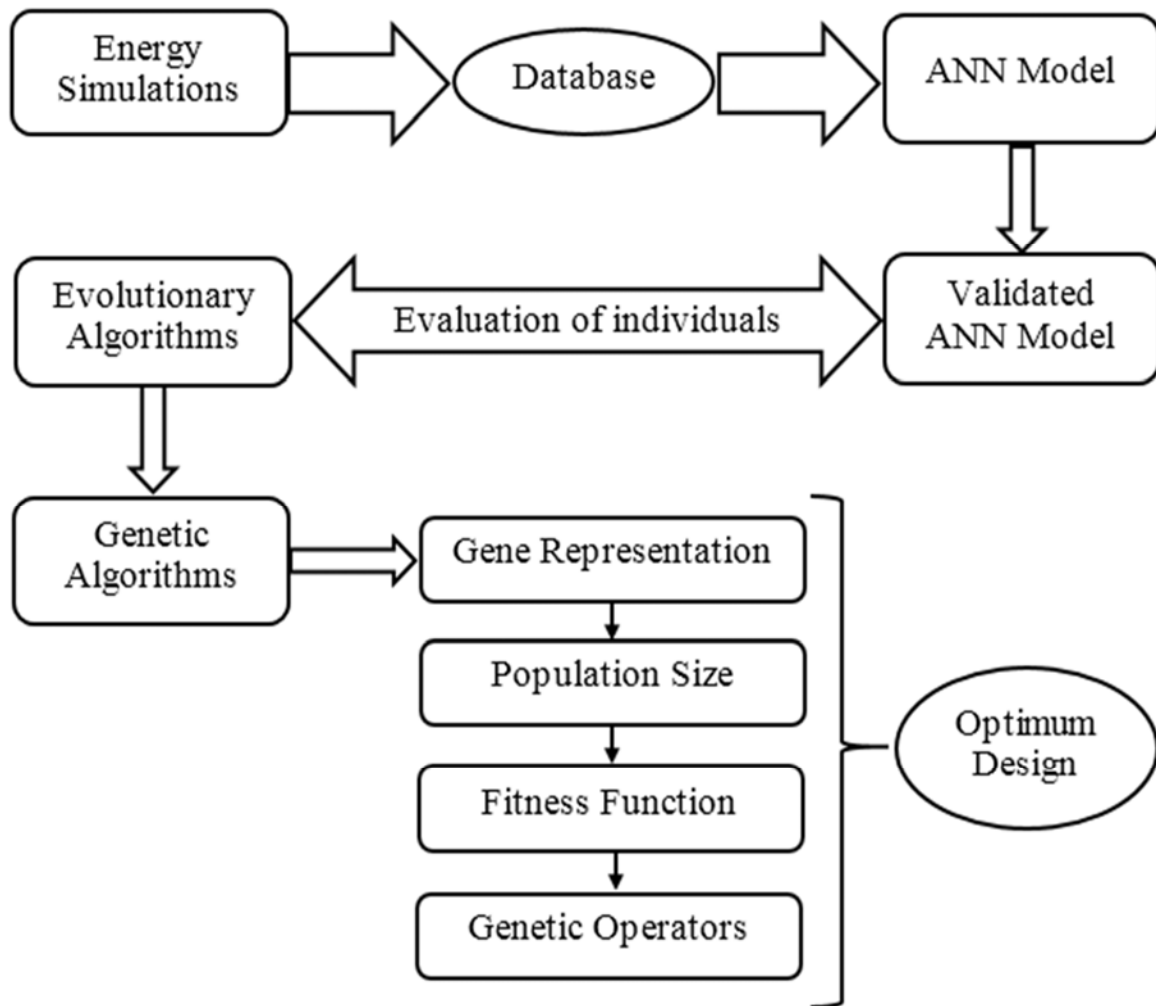 Energy
Simulations
Database
ANN Model
Evolutionary
Algorithms
Evaluation of individuals
Validated
ANN Model
Genetic
Algorithms
Gene Representation
Population Size
Fitness Function
Genetic Operators
Optimum
Design